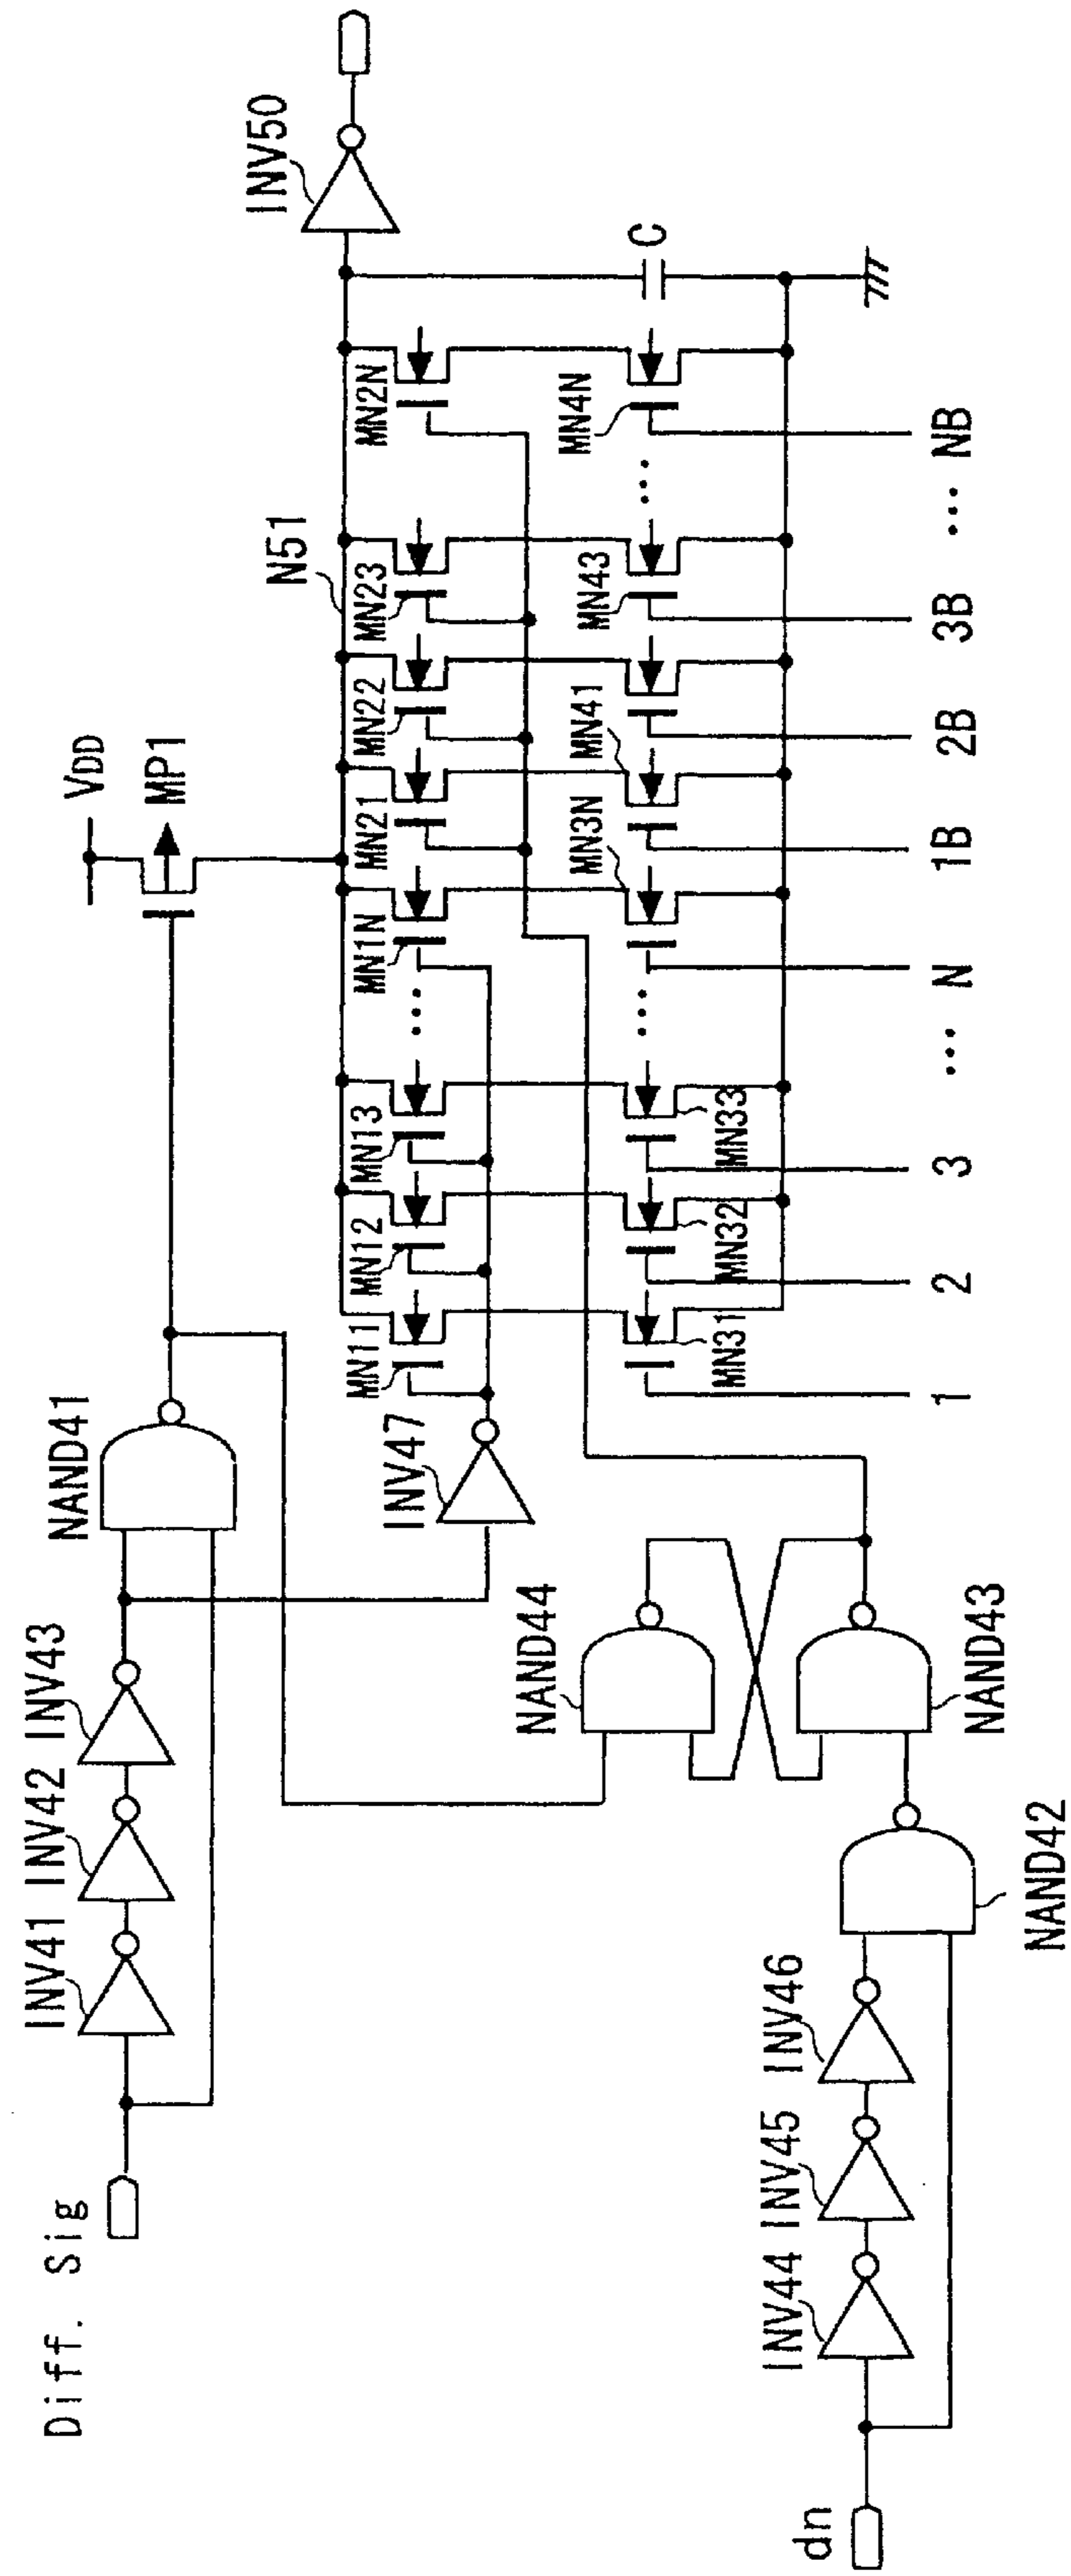 Diff. Sig
INV41
INV42
INV43
NAND41
VDD
MP1
N51
INV50
INV47
MN11
MN12
MN13
...
MN1N
MN21
MN22
MN23
MN2N
C
MN31
MN32
MN33
...
MN3N
MN41
MN43
...
MN4N
1
2
3
...
N
1B
2B
3B
...
NB
NAND44
NAND43
NAND42
dn
INV44
INV45
INV46